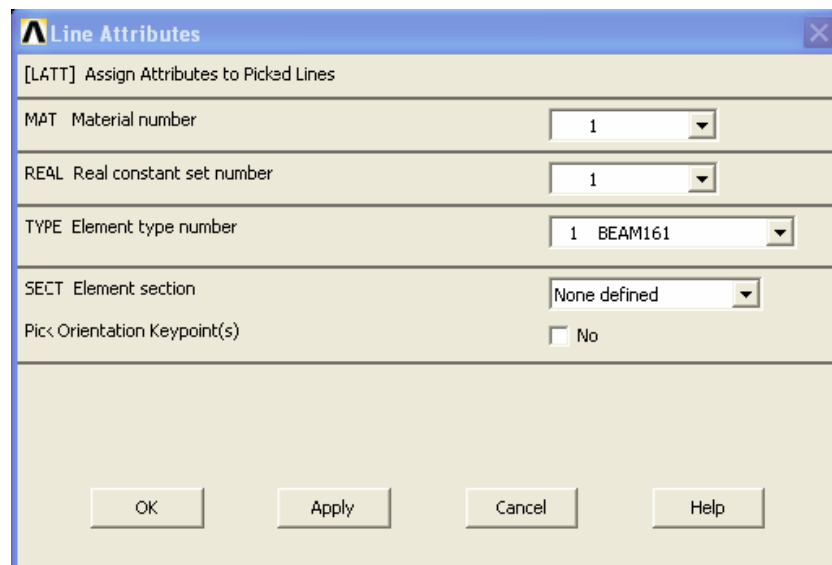 Line Attributes
[LATT] Assign Attributes to Picked Lines
MAT Material number 1
REAL Real constant set number 1
TYPE Element type number 1 BEAM161
SECT Element section None defined
Pick Orientation Keypoint(s) No
OK Apply Cancel Help